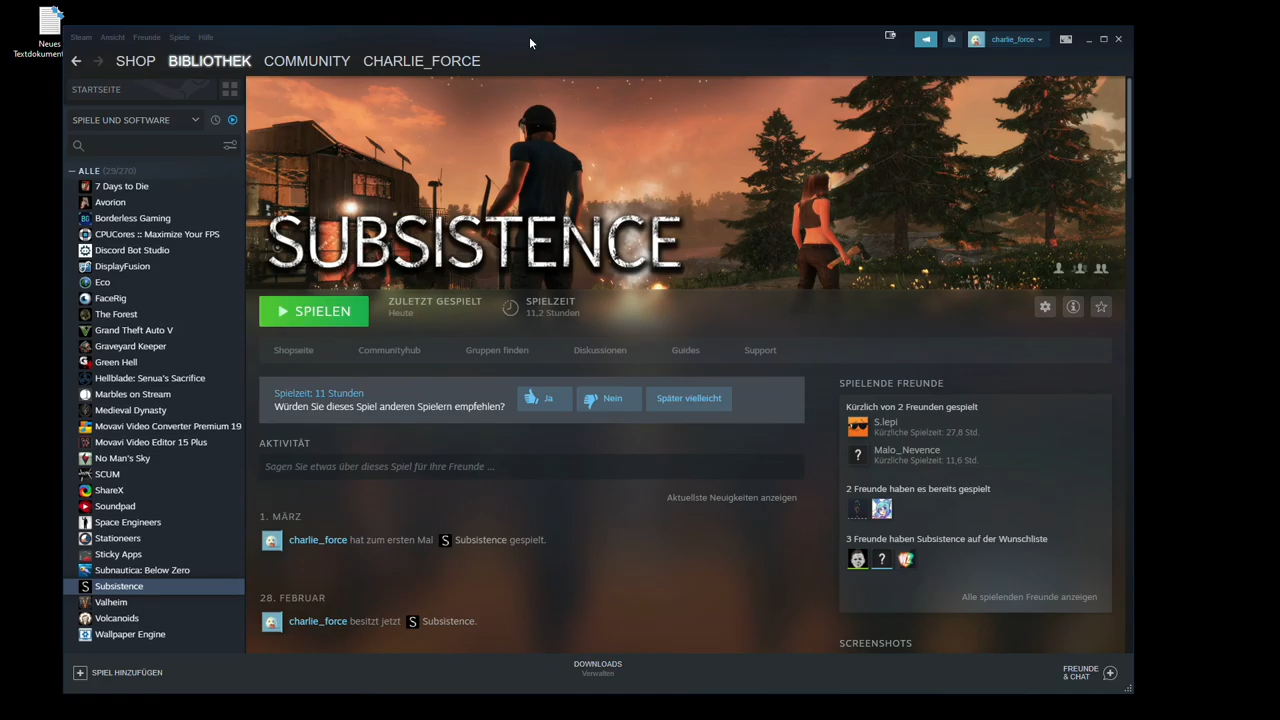 Neues
Textdokument
Steam Ansicht Freunde Spiele Hilfe
charlie_force
SHOP BIBLIOTHEK COMMUNITY CHARLIE_FORCE
STARTSEITE
SPIELE UND SOFTWARE
ALLE (29/270)
7 Days to Die
Avorion
Borderless Gaming
CPUCores :: Maximize Your FPS
Discord Bot Studio
DisplayFusion
Eco
FaceRig
The Forest
Grand Theft Auto V
Graveyard Keeper
Green Hell
Hellblade: Senua's Sacrifice
Marbles on Stream
Medieval Dynasty
Movavi Video Converter Premium 19
Movavi Video Editor 15 Plus
No Man's Sky
SCUM
ShareX
Soundpad
Space Engineers
Stationeers
Sticky Apps
Subnautica: Below Zero
Subsistence
Valheim
Volcanoids
Wallpaper Engine
SPIEL HINZUFÜGEN
SUBSISTENCE
SPIELEN
ZULETZT GESPIELT
Heute
SPIELZEIT
11,2 Stunden
Shopseite Communityhub Gruppen finden Diskussionen Guides Support
Spielzeit: 11 Stunden
Würden Sie dieses Spiel anderen Spielern empfehlen?
Ja Nein Später vielleicht
AKTIVITÄT
Sagen Sie etwas über dieses Spiel für Ihre Freunde ...
Aktuellste Neuigkeiten anzeigen
1. MÄRZ
charlie_force hat zum ersten Mal S Subsistence gespielt.
28. FEBRUAR
charlie_force besitzt jetzt S Subsistence.
SPIELENDE FREUNDE
Kürzlich von 2 Freunden gespielt
S.lepi
Kürzliche Spielzeit: 27,8 Std.
Malo_Nevence
Kürzliche Spielzeit: 11,6 Std.
2 Freunde haben es bereits gespielt
3 Freunde haben Subsistence auf der Wunschliste
Alle spielenden Freunde anzeigen
SCREENSHOTS
DOWNLOADS
Verwalten
FREUNDE
& CHAT